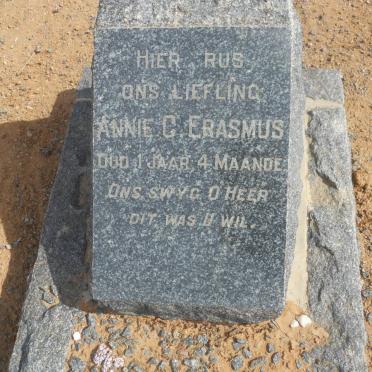 HIER RUS
ONS LIEFLING
ANNIE C. ERASMUS
OUD 1 JAAR, 4 MAANDE.
ONS SWYG O HEER
DIT WAS U WIL.